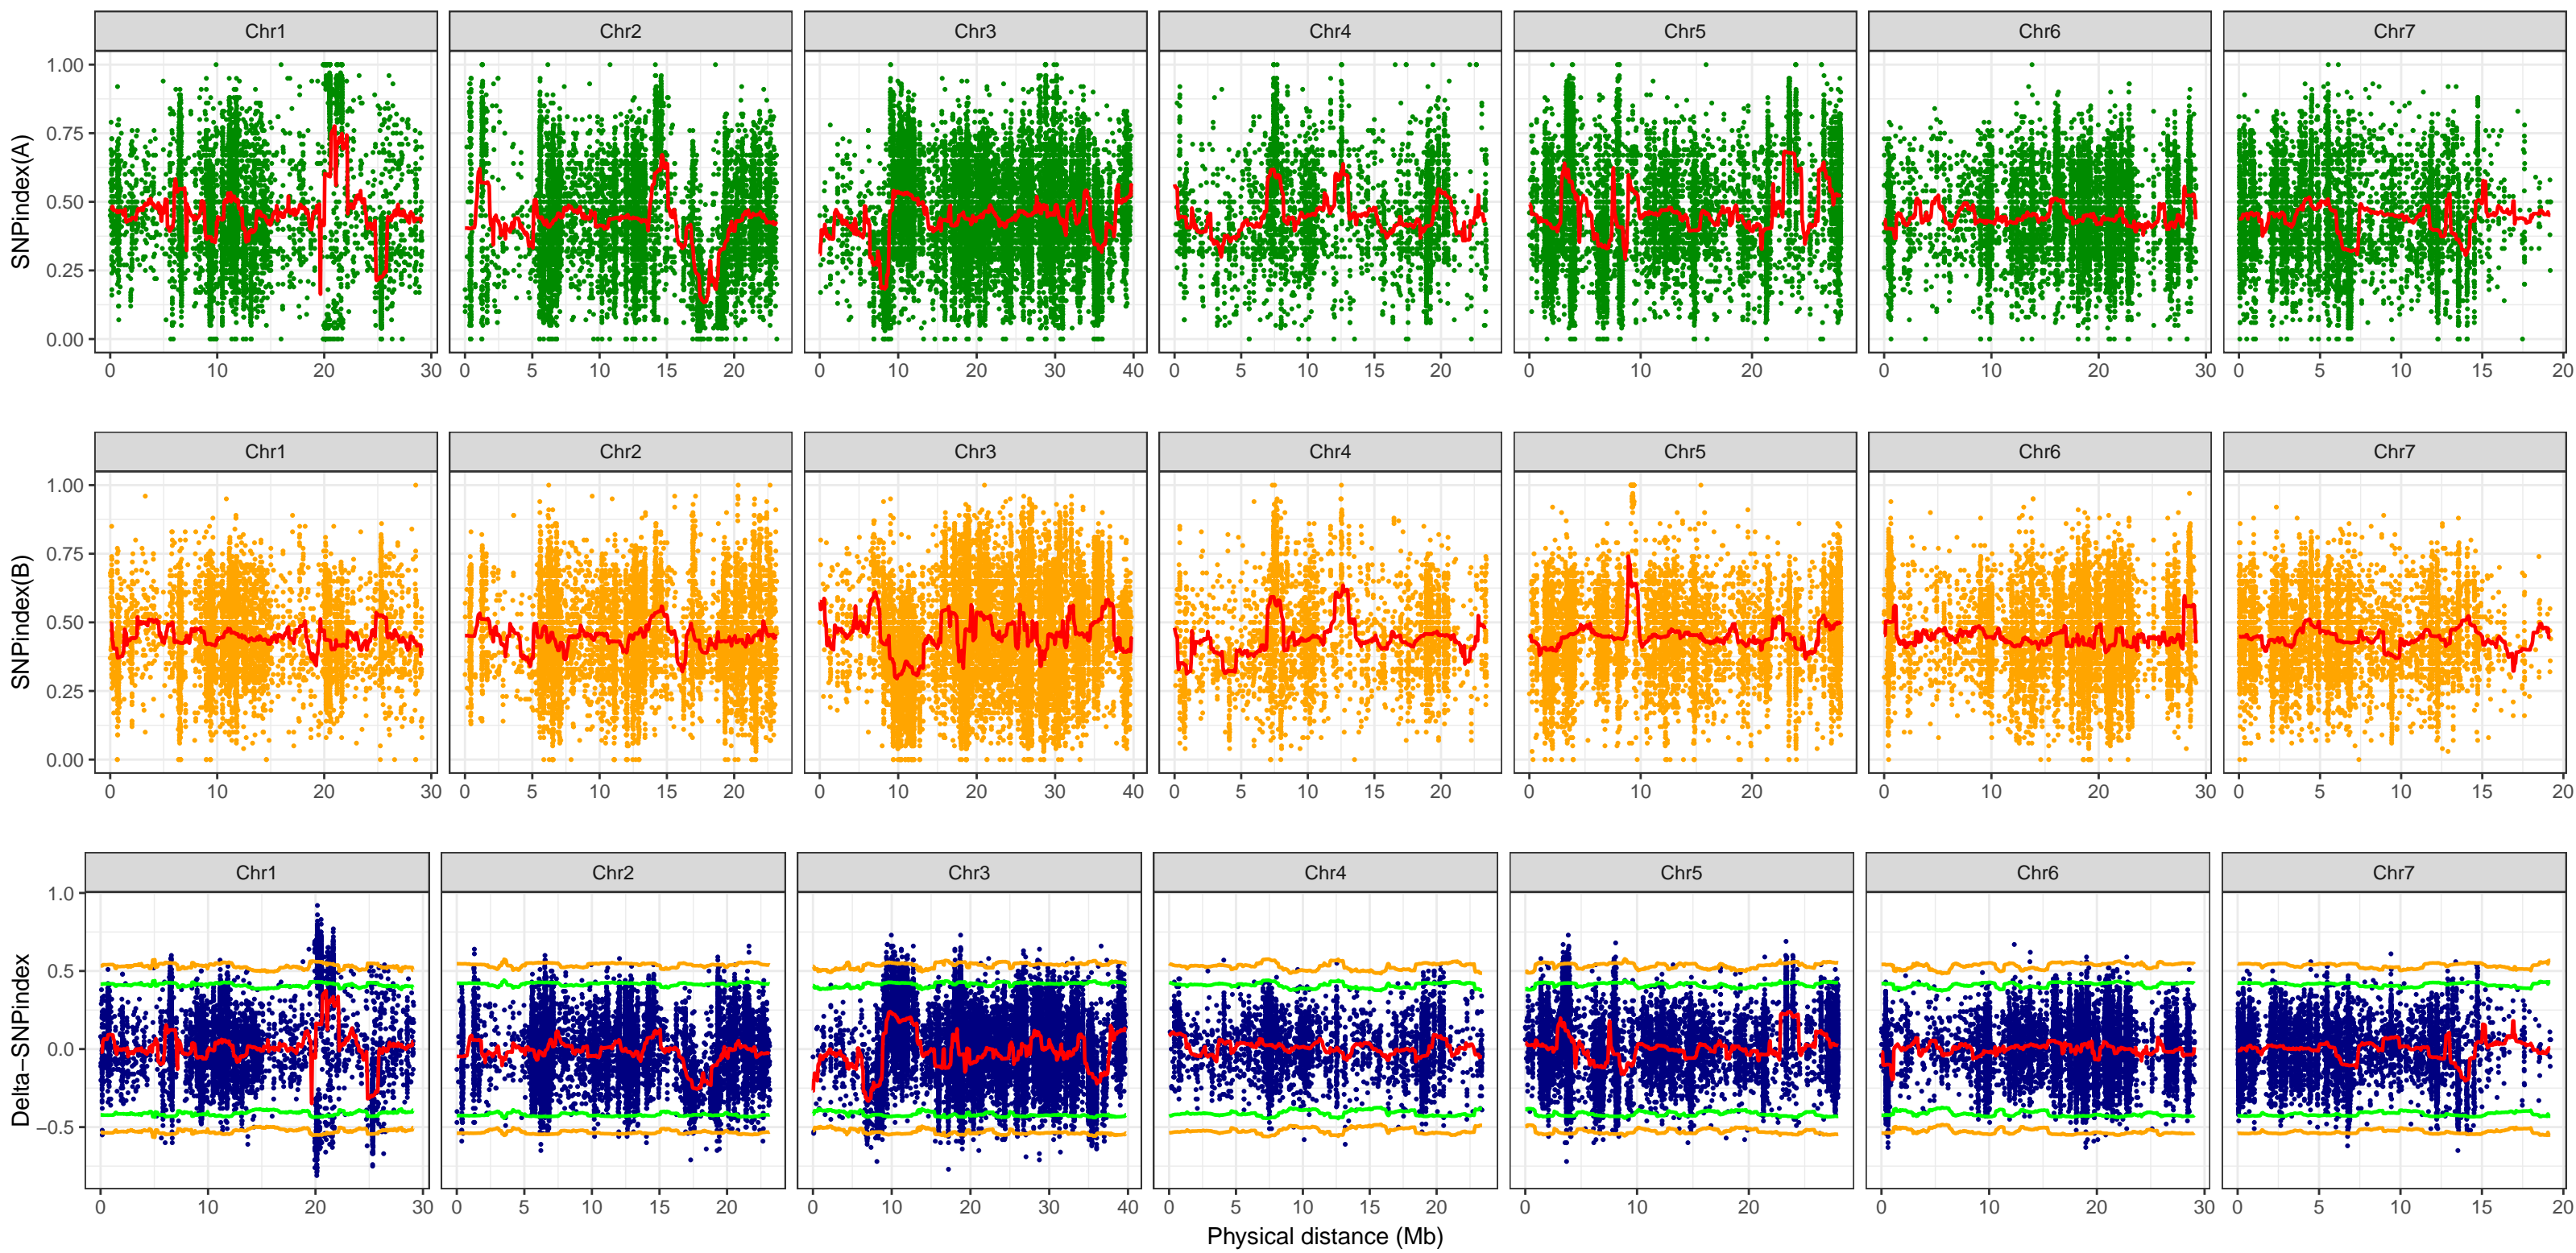 Chr1 Chr2 Chr3 Chr4 Chr5 Chr6 Chr7
SNPindex(A)
1.00
0.75
0.50
0.25
0.00
0 10 20 30 0 5 10 15 20 0 10 20 30 40 0 5 10 15 20 0 10 20 0 10 20 30 0 5 10 15 20
Chr1 Chr2 Chr3 Chr4 Chr5 Chr6 Chr7
SNPindex(B)
1.00
0.75
0.50
0.25
0.00
0 10 20 30 0 5 10 15 20 0 10 20 30 40 0 5 10 15 20 0 10 20 0 10 20 30 0 5 10 15 20
Chr1 Chr2 Chr3 Chr4 Chr5 Chr6 Chr7
Delta−SNPindex
1.0
0.5
0.0
−0.5
0 10 20 30 0 5 10 15 20 0 10 20 30 40 0 5 10 15 20 0 10 20 0 10 20 30 0 5 10 15 20
Physical distance (Mb)